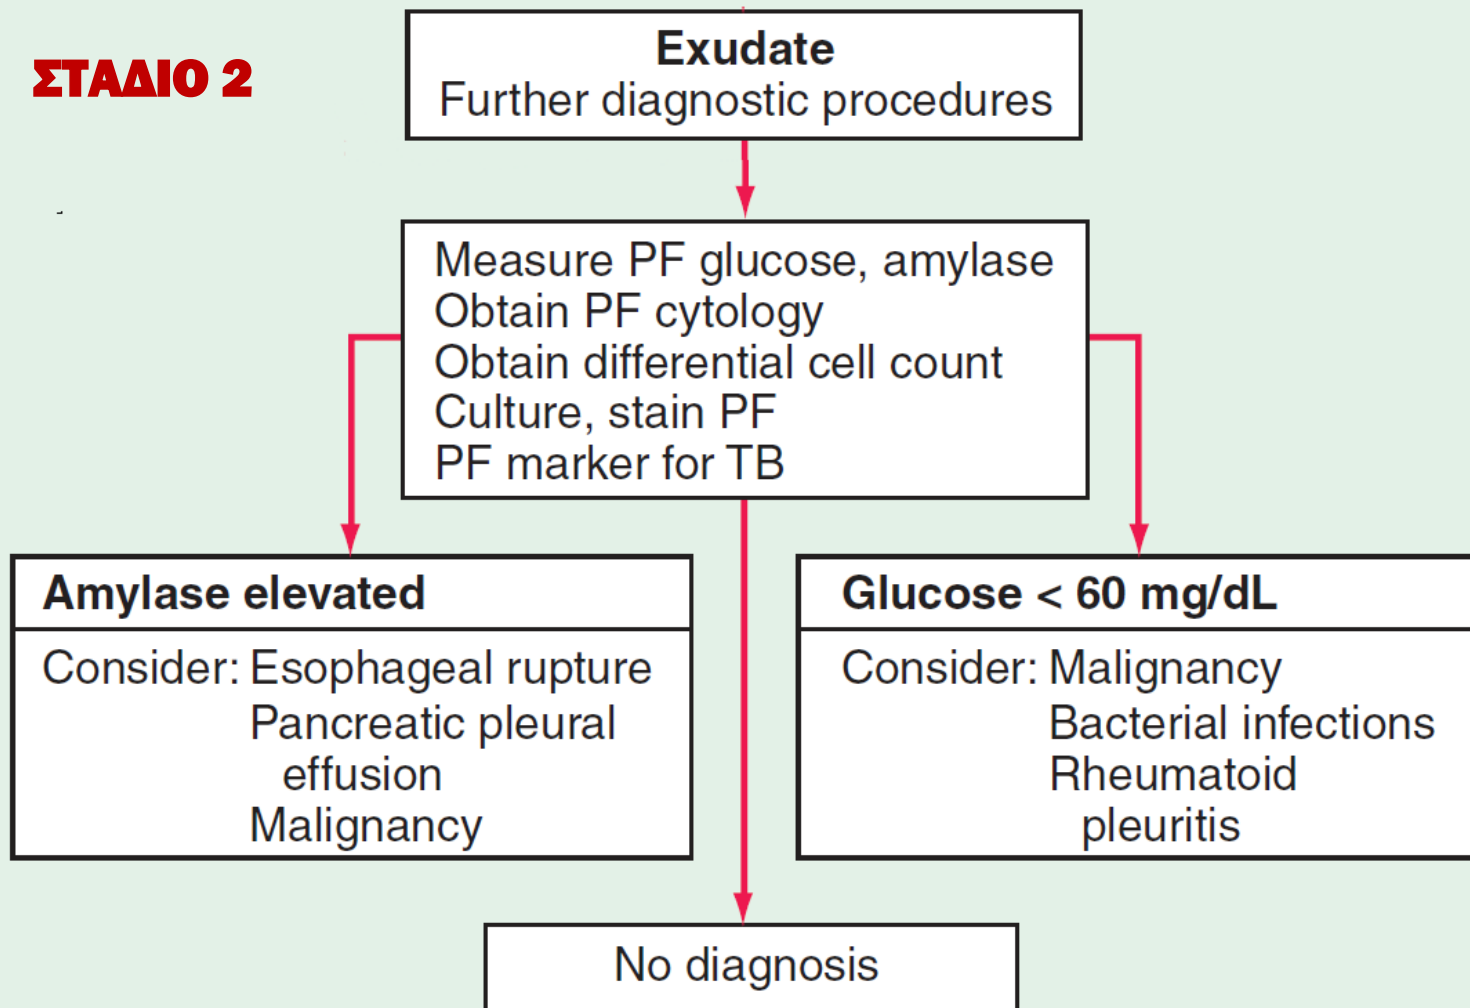 ΣΤΑΔΙΟ 2
Exudate
Further diagnostic procedures
Measure PF glucose, amylase
Obtain PF cytology
Obtain differential cell count
Culture, stain PF
PF marker for TB
Amylase elevated
Consider: Esophageal rupture
Pancreatic pleural
effusion
Malignancy
Glucose < 60 mg/dL
Consider: Malignancy
Bacterial infections
Rheumatoid
pleuritis
No diagnosis